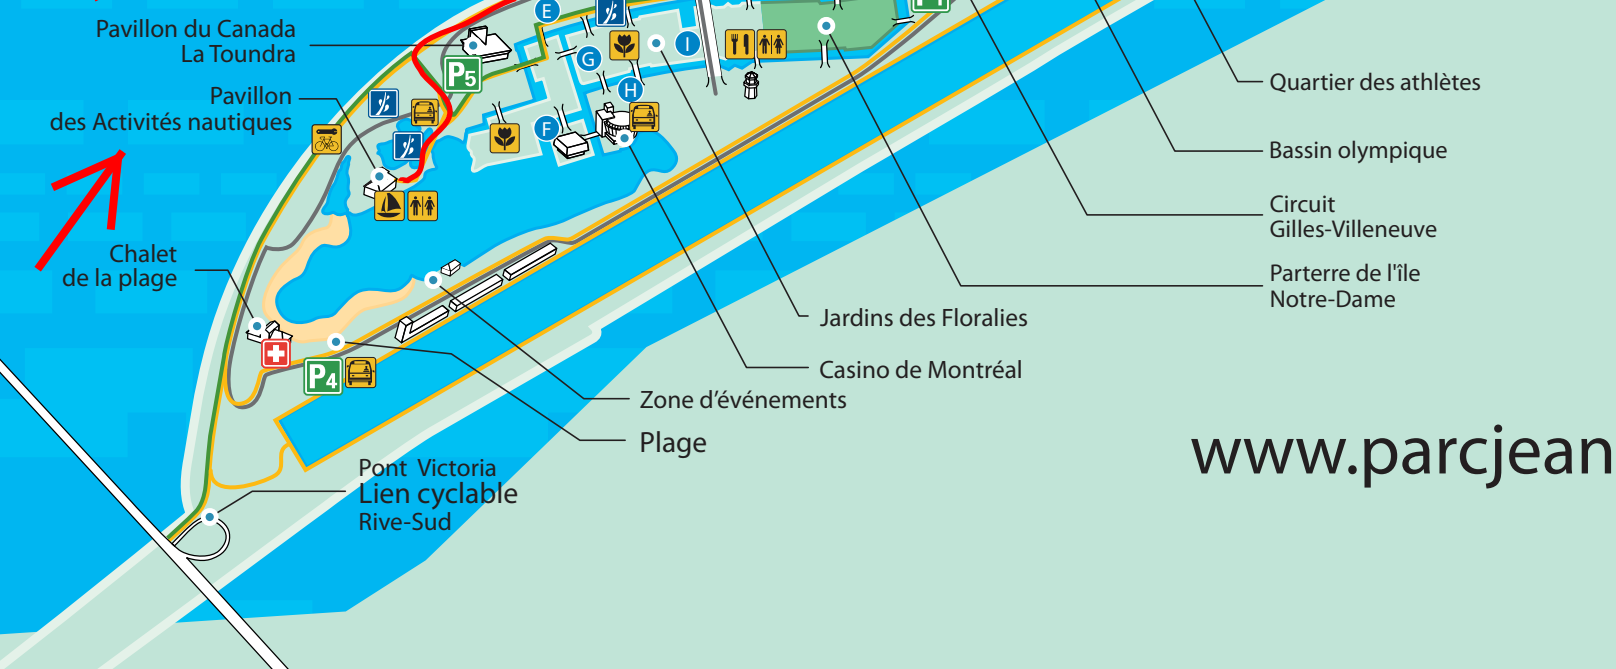 Pavillon du Canada
La Toundra
Pavillon
des Activités nautiques
Chalet
de la plage
E
G
I
H
F
P5
P4
Quartier des athlètes
Bassin olympique
Circuit
Gilles-Villeneuve
Parterre de l'île
Notre-Dame
Jardins des Floralies
Casino de Montréal
Zone d'événements
Plage
Pont Victoria
Lien cyclable
Rive-Sud
www.parcjean